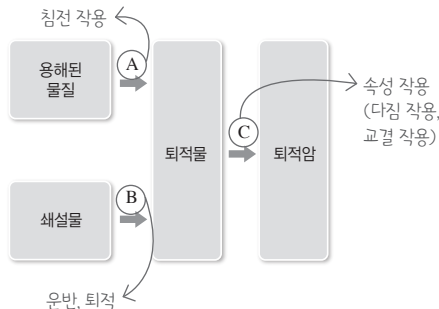 침전 작용
용해된
물질
A
속성 작용
(다짐 작용,
교결 작용)
C
퇴적물
퇴적암
B
쇄설물
운반, 퇴적